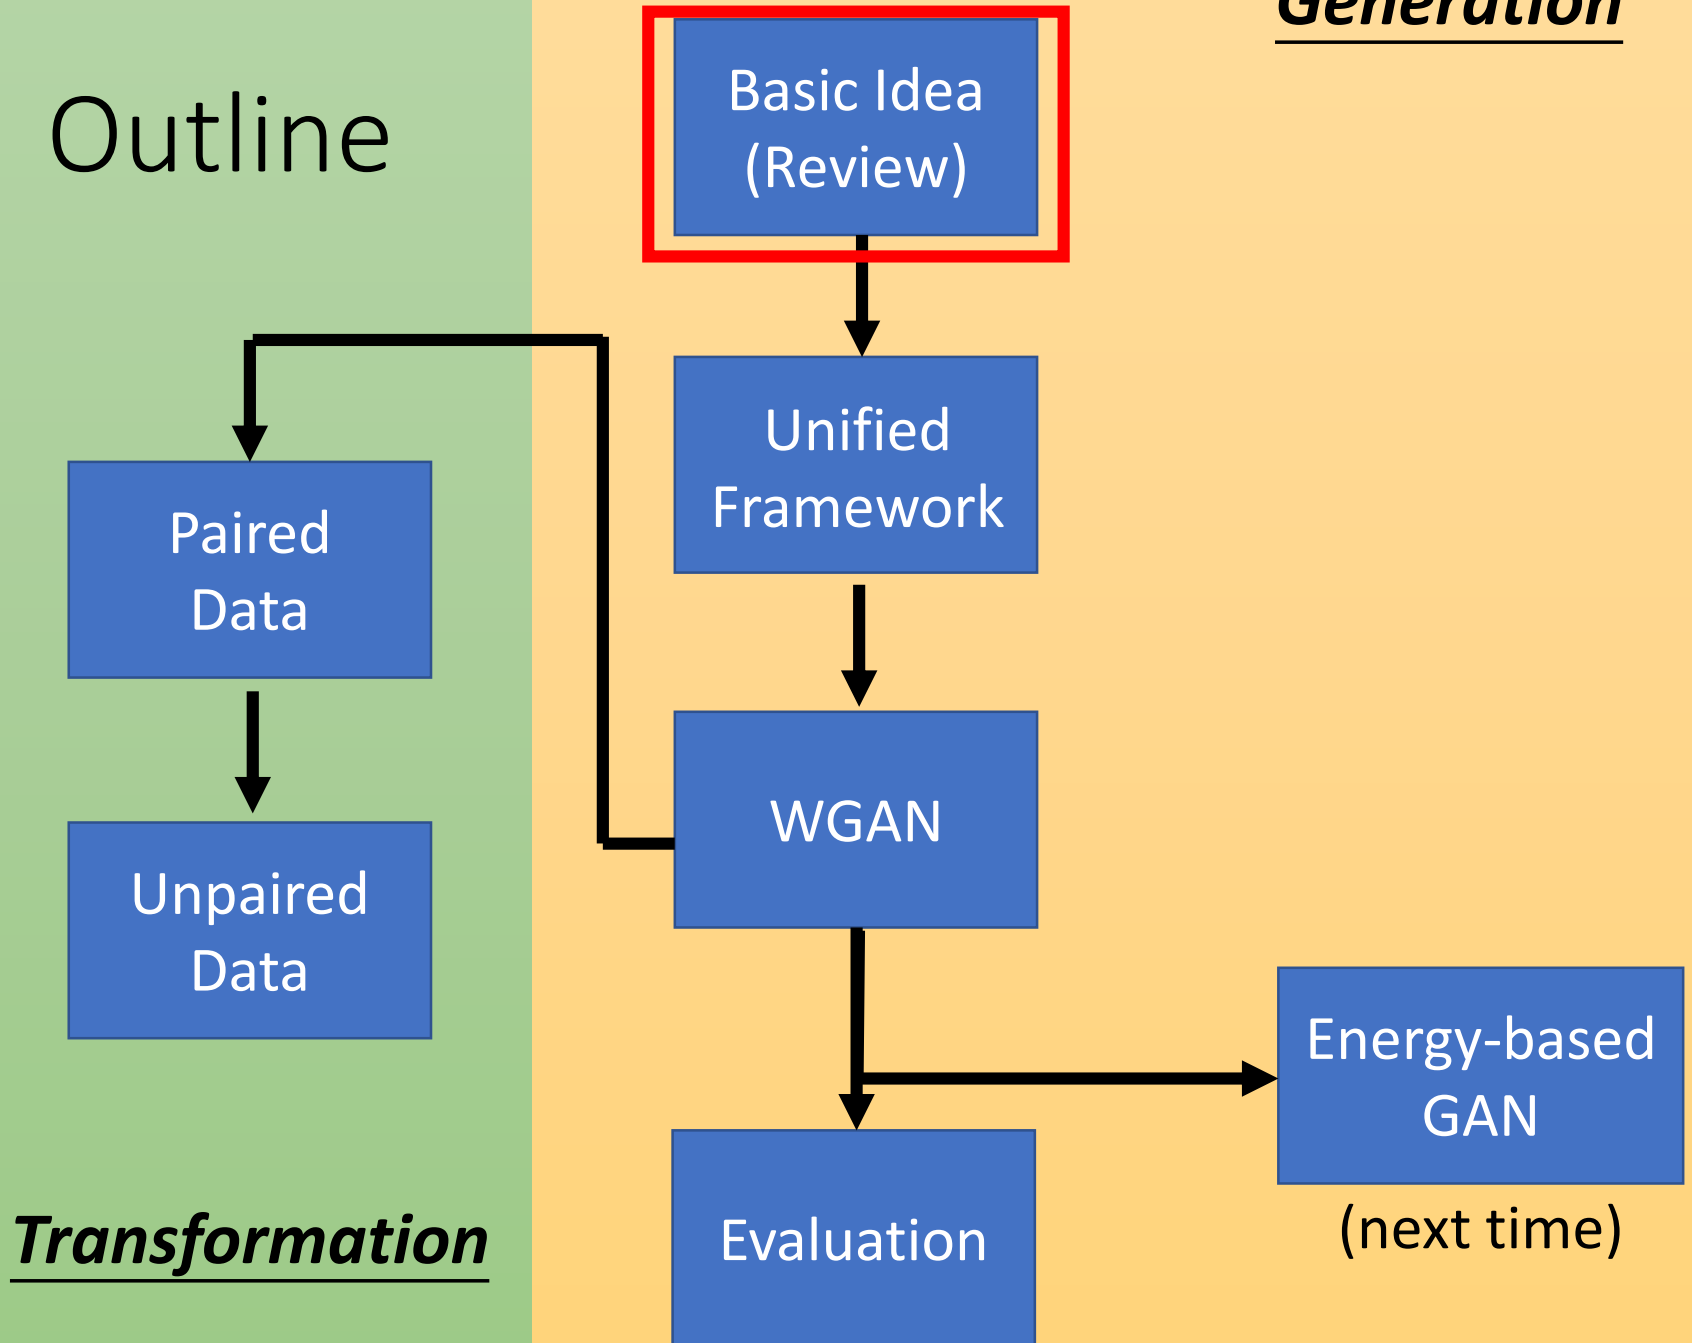 Generation
Outline
Basic Idea
(Review)
Unified
Framework
Paired
Data
WGAN
Unpaired
Data
Energy-based
GAN
(next time)
Evaluation
Transformation